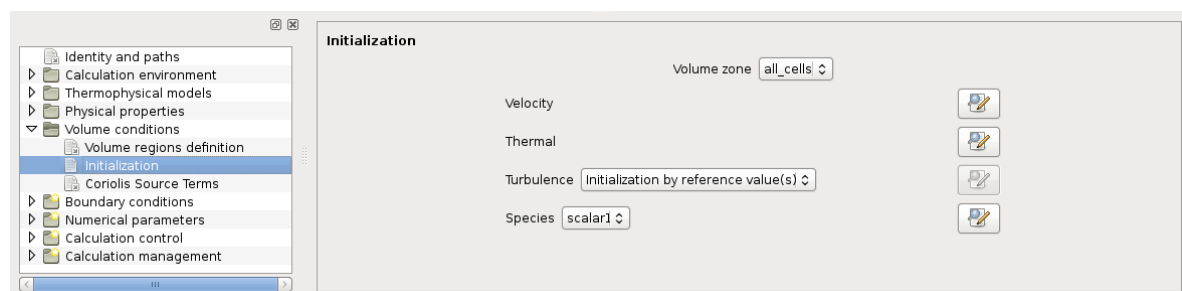 Identity and paths
Calculation environment
Thermophysical models
Physical properties
Volume conditions
Volume regions definition
Initialization
Coriolis Source Terms
Boundary conditions
Numerical parameters
Calculation control
Calculation management
Initialization
Volume zone all_cells
Velocity
Thermal
Turbulence Initialization by reference value(s)
Species scalar1